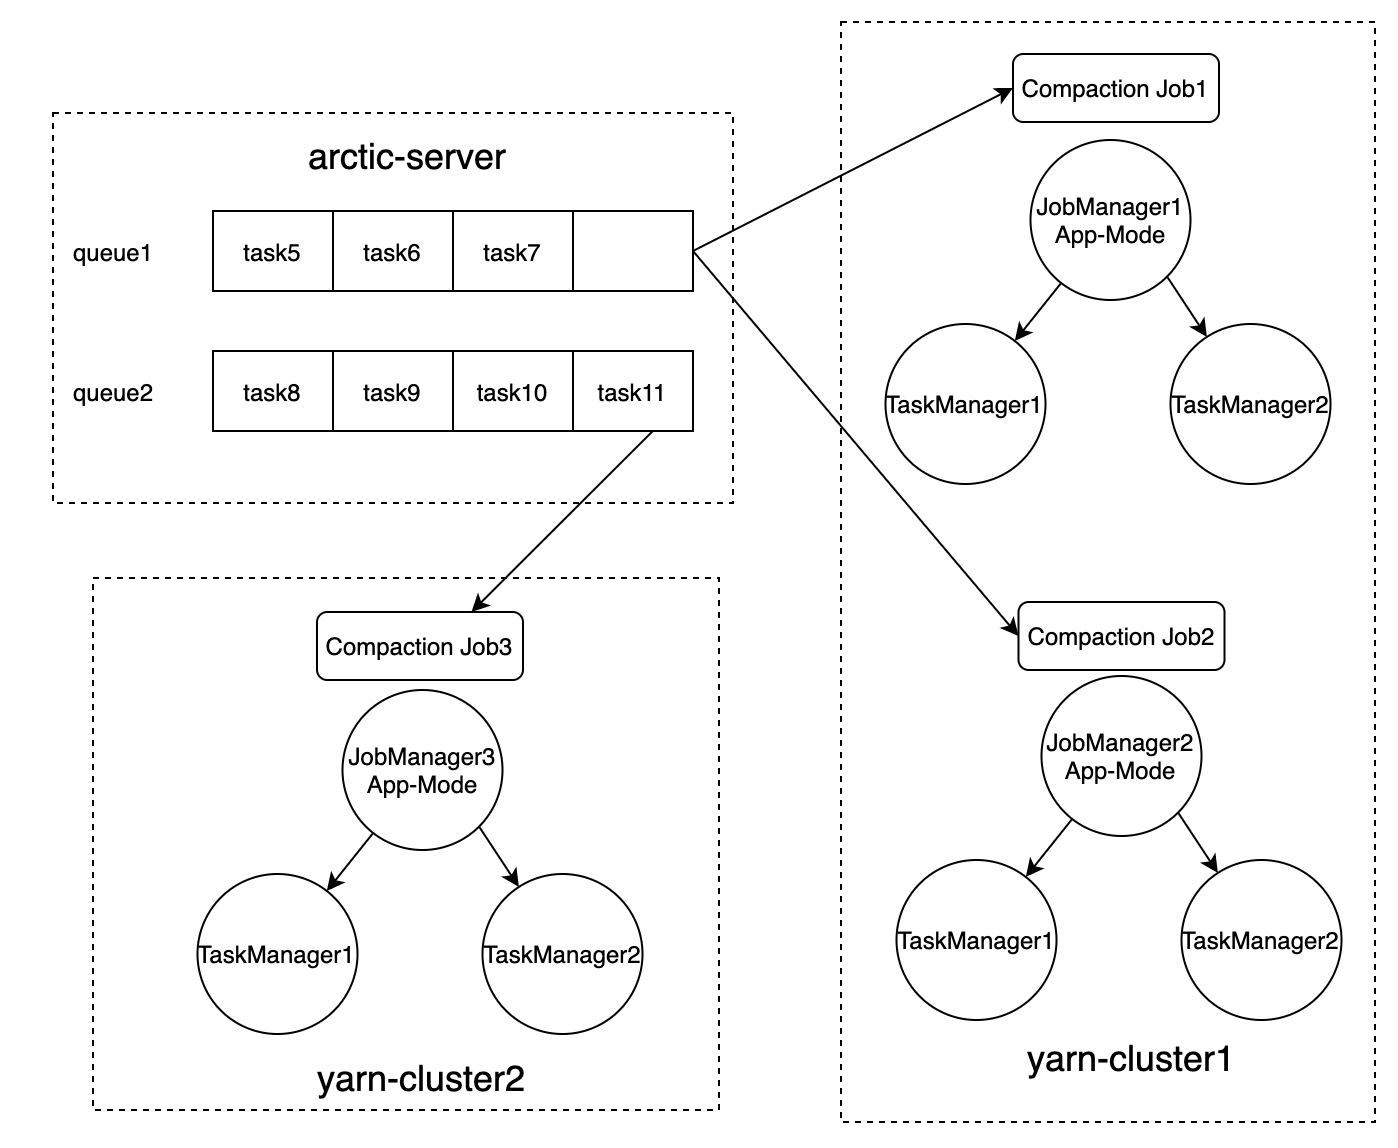 arctic-server
queue1
task5
task6
task7
queue2
task8
task9
task10
task11
Compaction Job1
JobManager1
App-Mode
TaskManager1
TaskManager2
Compaction Job2
JobManager2
App-Mode
TaskManager1
TaskManager2
yarn-cluster1
Compaction Job3
JobManager3
App-Mode
TaskManager1
TaskManager2
yarn-cluster2